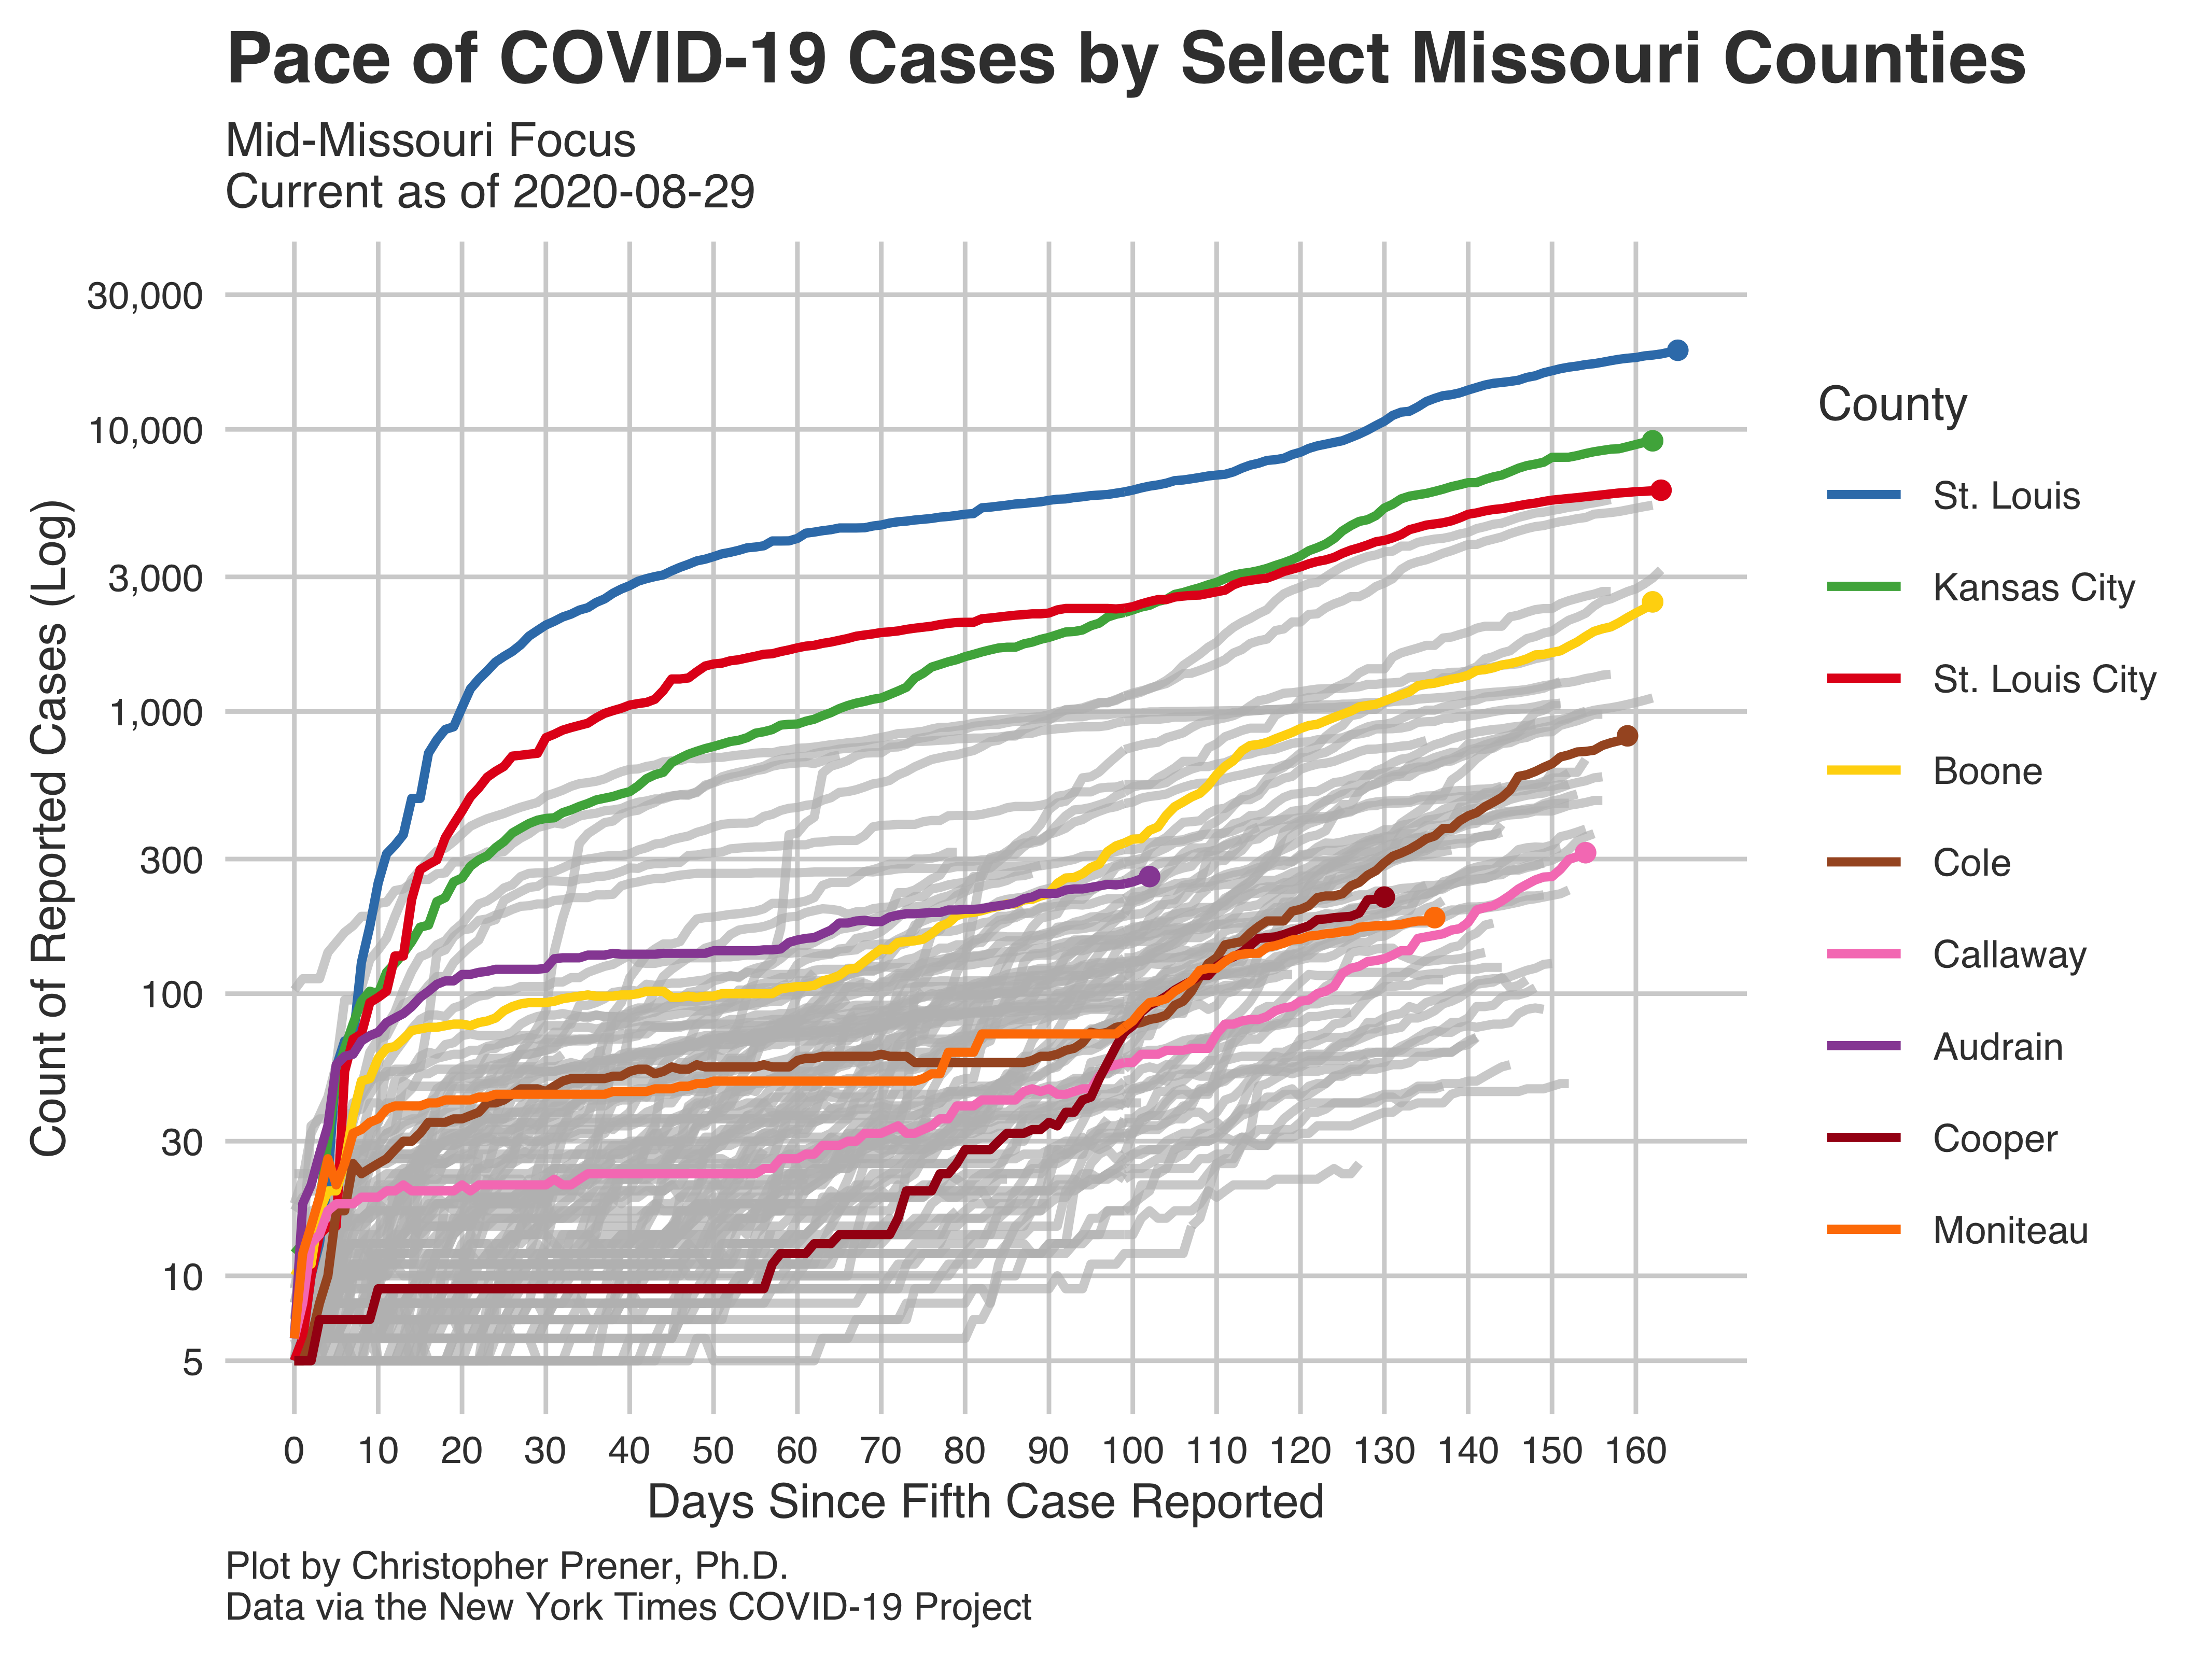 Pace of COVID-19 Cases by Select Missouri Counties
Mid-Missouri Focus
Current as of 2020-08-29
Count of Reported Cases (Log)
30,000
10,000
3,000
1,000
300
100
30
10
5
0 10 20 30 40 50 60 70 80 90 100 110 120 130 140 150 160
Days Since Fifth Case Reported
County
St. Louis
Kansas City
St. Louis City
Boone
Cole
Callaway
Audrain
Cooper
Moniteau
Plot by Christopher Prener, Ph.D.
Data via the New York Times COVID-19 Project